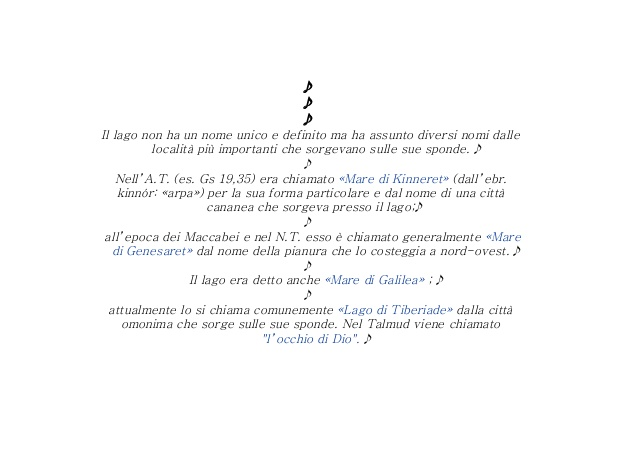 ♪
♪
♪
Il lago non ha un nome unico e definito ma ha assunto diversi nomi dalle
località più importanti che sorgevano sulle sue sponde. ♪
♪
Nell'A.T. (es. Gs 19,35) era chiamato «Mare di Kinneret» (dall'ebr.
kinnór: «arpa») per la sua forma particolare e dal nome di una città
cananea che sorgeva presso il lago;♪
♪
all'epoca dei Maccabei e nel N.T. esso è chiamato generalmente «Mare
di Genesaret» dal nome della pianura che lo costeggia a nord-ovest. ♪
♪
Il lago era detto anche «Mare di Galilea» ; ♪
♪
attualmente lo si chiama comunemente «Lago di Tiberiade» dalla città
omonima che sorge sulle sue sponde. Nel Talmud viene chiamato
"l'occhio di Dio". ♪